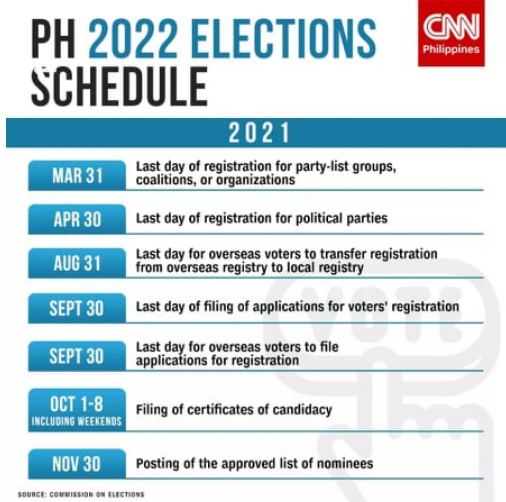 PH 2022 ELECTIONS
SCHEDULE
CNN
Philippines
2021
MAR 31
Last day of registration for party-list groups,
coalitions, or organizations
APR 30
Last day of registration for political parties
AUG 31
Last day for overseas voters to transfer registration
from overseas registry to local registry
SEPT 30
Last day of filing of applications for voters' registration
SEPT 30
Last day for overseas voters to file
applications for registration
OCT 1-8
INCLUDING WEEKENDS
Filing of certificates of candidacy
NOV 30
Posting of the approved list of nominees
VOTE
SOURCE: COMMISSION ON ELECTIONS